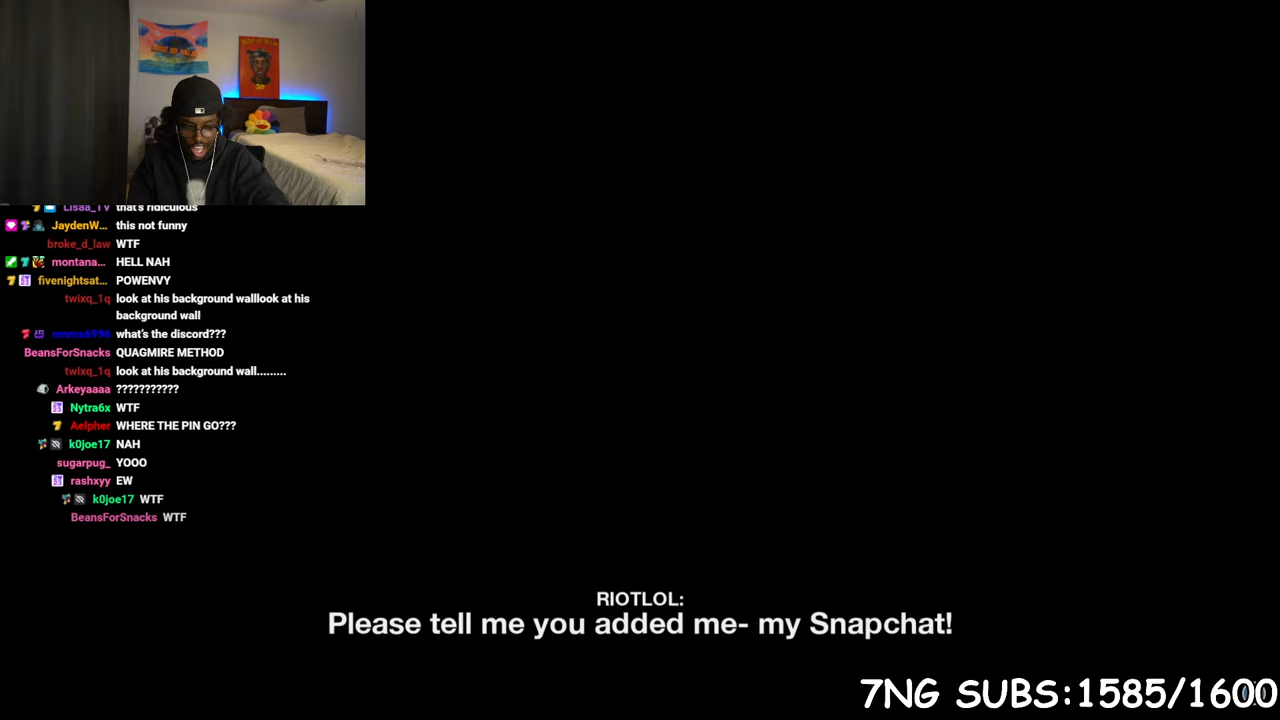 Lisaa_TV that's ridiculous
JaydenW... this not funny
broke_d_law WTF
montana... HELL NAH
fivenightsat... POWENVY
twixq_1q look at his background walllook at his
background wall
what's the discord???
BeansForSnacks QUAGMIRE METHOD
twixq_1q look at his background wall.........
Arkeyaaaa ???????????
Nytra6x WTF
Aelpher WHERE THE PIN GO???
k0joe17 NAH
sugarpug_ YOOO
rashxyy EW
k0joe17 WTF
BeansForSnacks WTF
RIOTLOL:
Please tell me you added me- my Snapchat!
7NG SUBS:1585/1600